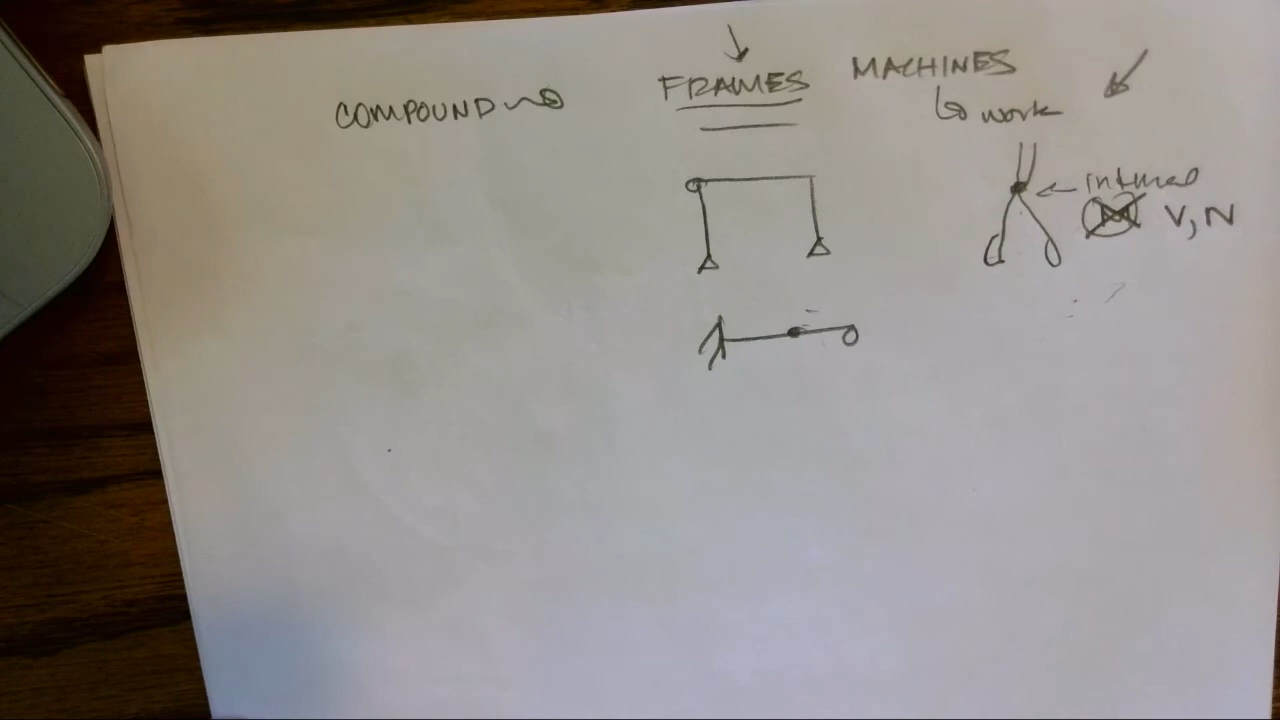 COMPOUND
FRAMES
MACHINES
work
internal
M V, N